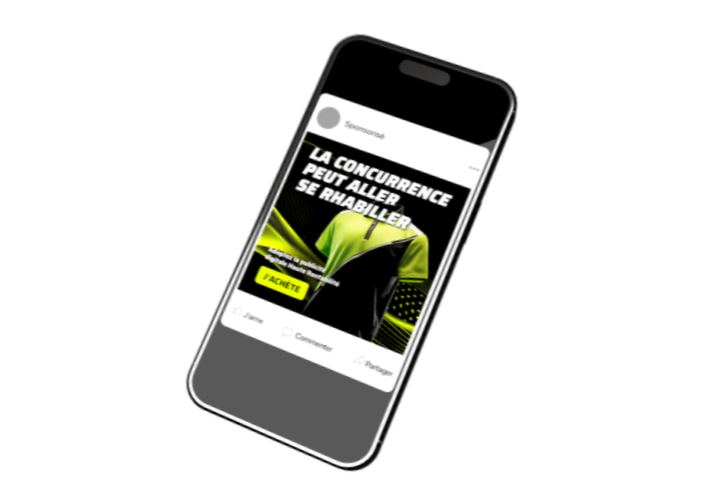 Sponsorisé
LA CONCURRENCE
PEUT ALLER
SE RHABILLER
Adoptez la publicité
digitale Haute Rentabilité
J'ACHÈTE
J'aime
Commenter
Partager